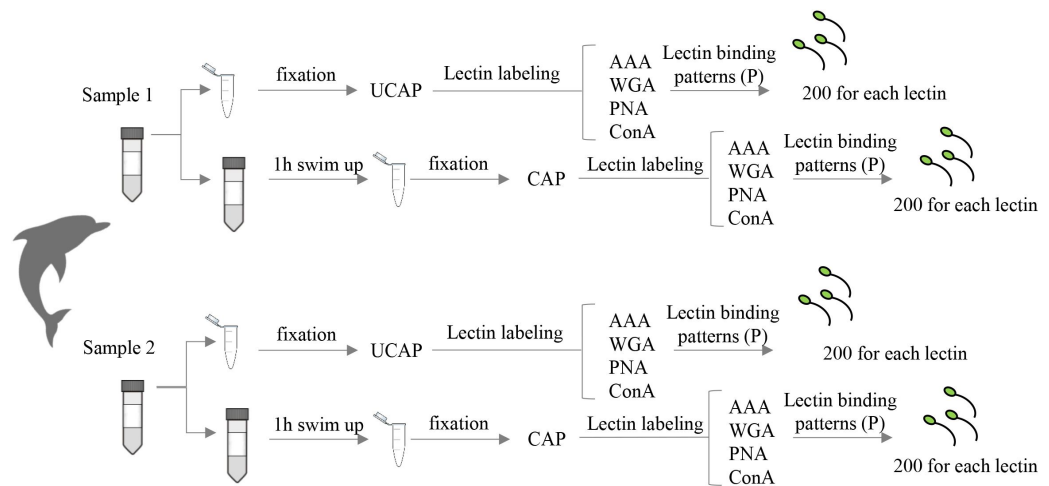 Sample 1
fixation
UCAP
Lectin labeling
AAA
WGA
PNA
ConA
Lectin binding
patterns (P)
200 for each lectin
1h swim up
fixation
CAP
Lectin labeling
AAA
WGA
PNA
ConA
Lectin binding
patterns (P)
200 for each lectin
Sample 2
fixation
UCAP
Lectin labeling
AAA
WGA
PNA
ConA
Lectin binding
patterns (P)
200 for each lectin
1h swim up
fixation
CAP
Lectin labeling
AAA
WGA
PNA
ConA
Lectin binding
patterns (P)
200 for each lectin